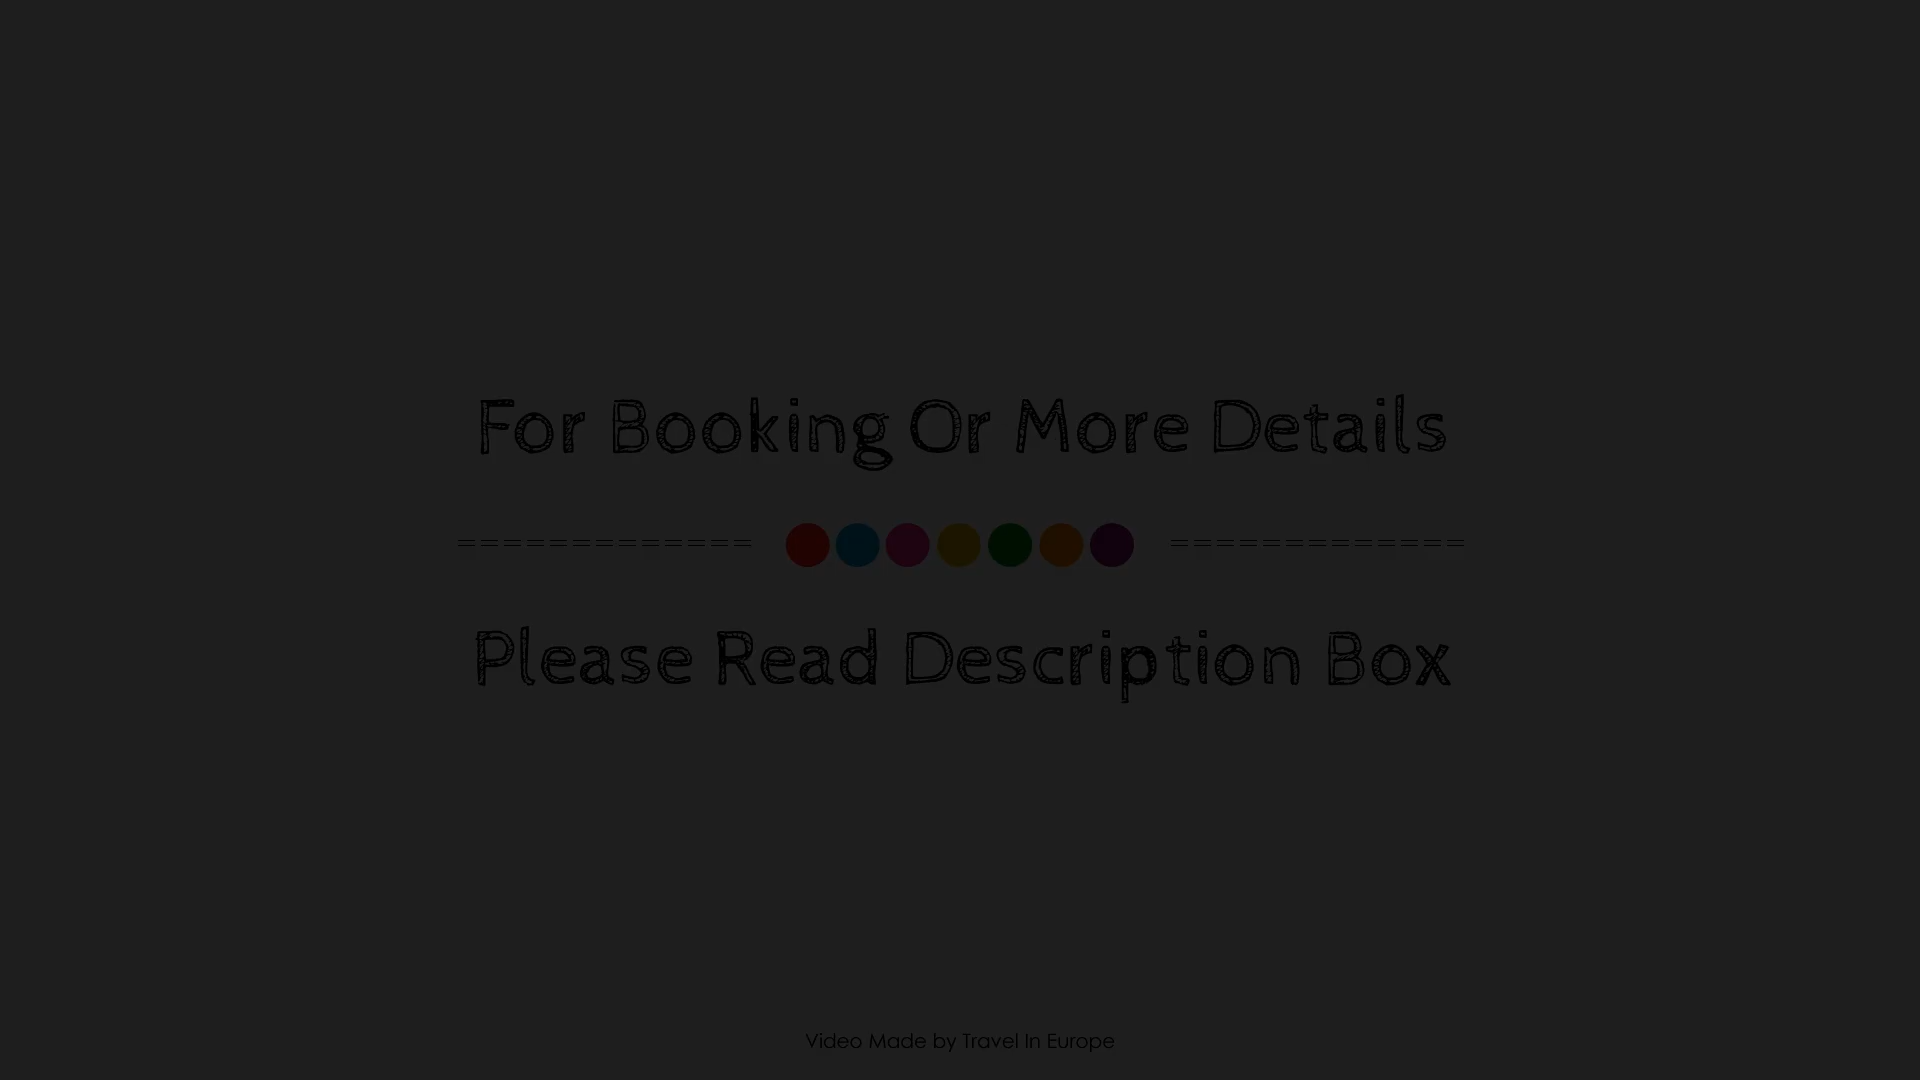 For Booking Or More Details
============= =============
Please Read Description Box
Video Made by Travel In Europe